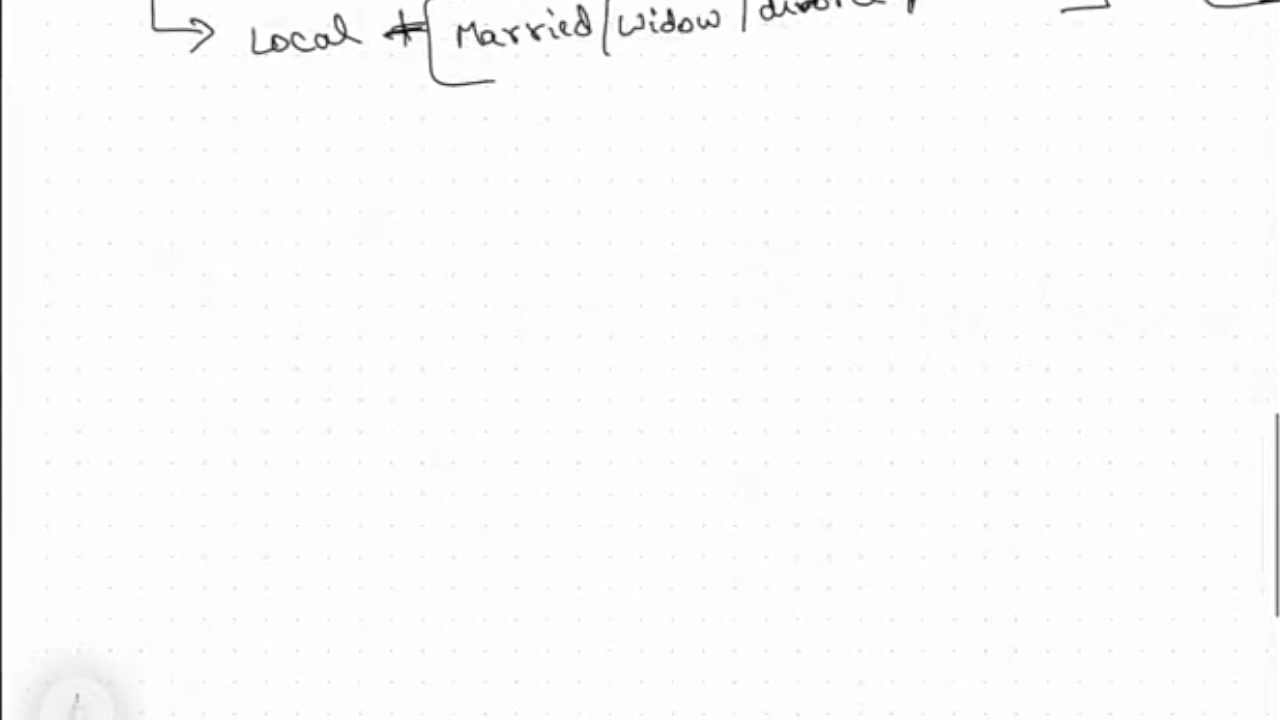 ↳ Local + [Married/widow/